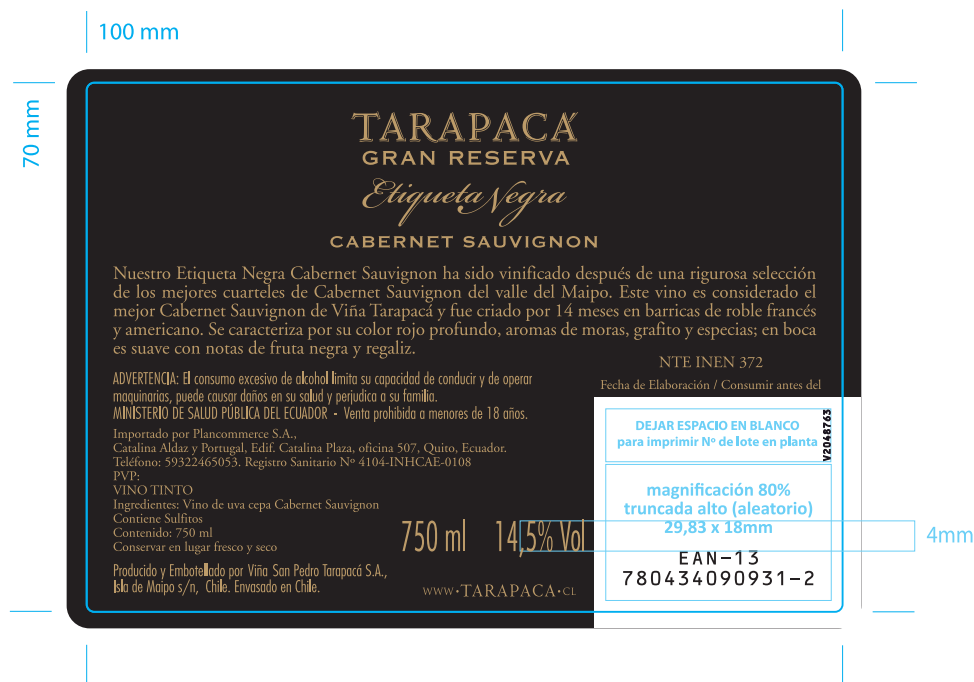 100 mm
70 mm
TARAPACÁ
GRAN RESERVA
Etiqueta Negra
CABERNET SAUVIGNON
Nuestro Etiqueta Negra Cabernet Sauvignon ha sido vinificado después de una rigurosa selección
de los mejores cuarteles de Cabernet Sauvignon del valle del Maipo. Este vino es considerado el
mejor Cabernet Sauvignon de Viña Tarapacá y fue criado por 14 meses en barricas de roble francés
y americano. Se caracteriza por su color rojo profundo, aromas de moras, grafito y especias; en boca
es suave con notas de fruta negra y regaliz.
NTE INEN 372
Fecha de Elaboración / Consumir antes del
ADVERTENCIA: El consumo excesivo de alcohol limita su capacidad de conducir y de operar
maquinarias, puede causar daños en su salud y perjudica a su familia.
MINISTERIO DE SALUD PÚBLICA DEL ECUADOR - Venta prohibida a menores de 18 años.
Importado por Plancommerce S.A.,
Catalina Aldaz y Portugal, Edif. Catalina Plaza, oficina 507, Quito, Ecuador.
Teléfono: 59322465053. Registro Sanitario Nº 4104-INHCAE-0108
PVP:
VINO TINTO
Ingredientes: Vino de uva cepa Cabernet Sauvignon
Contiene Sulfitos
Contenido: 750 ml
Conservar en lugar fresco y seco
Producido y Embotellado por Viña San Pedro Tarapacá S.A.,
Isla de Maipo s/n, Chile. Envasado en Chile.
750 ml 14,5% Vol
WWW•TARAPACA•CL
DEJAR ESPACIO EN BLANCO
para imprimir Nº de lote en planta
V2048763
magnificación 80%
truncada alto (aleatorio)
29,83 x 18mm
EAN-13
780434090931-2
4mm